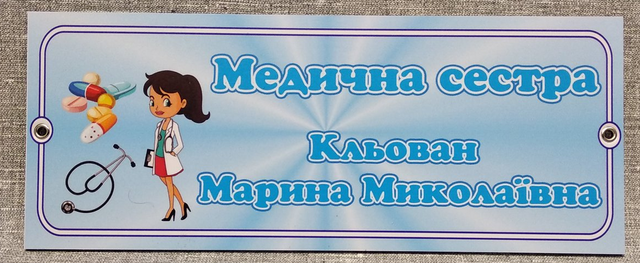 Медична сестра
Кльован
Марина Миколаївна